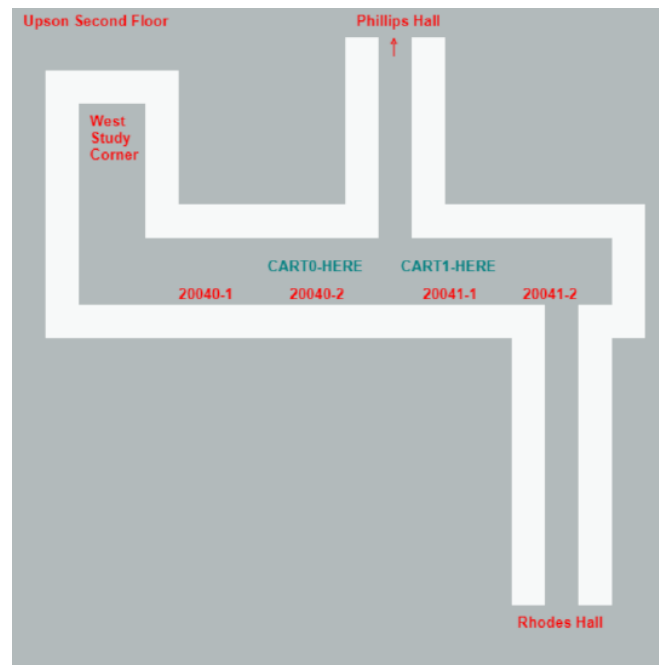 Upson Second Floor
Phillips Hall
↑
West
Study
Corner
CART0-HERE
CART1-HERE
20040-1
20040-2
20041-1
20041-2
Rhodes Hall